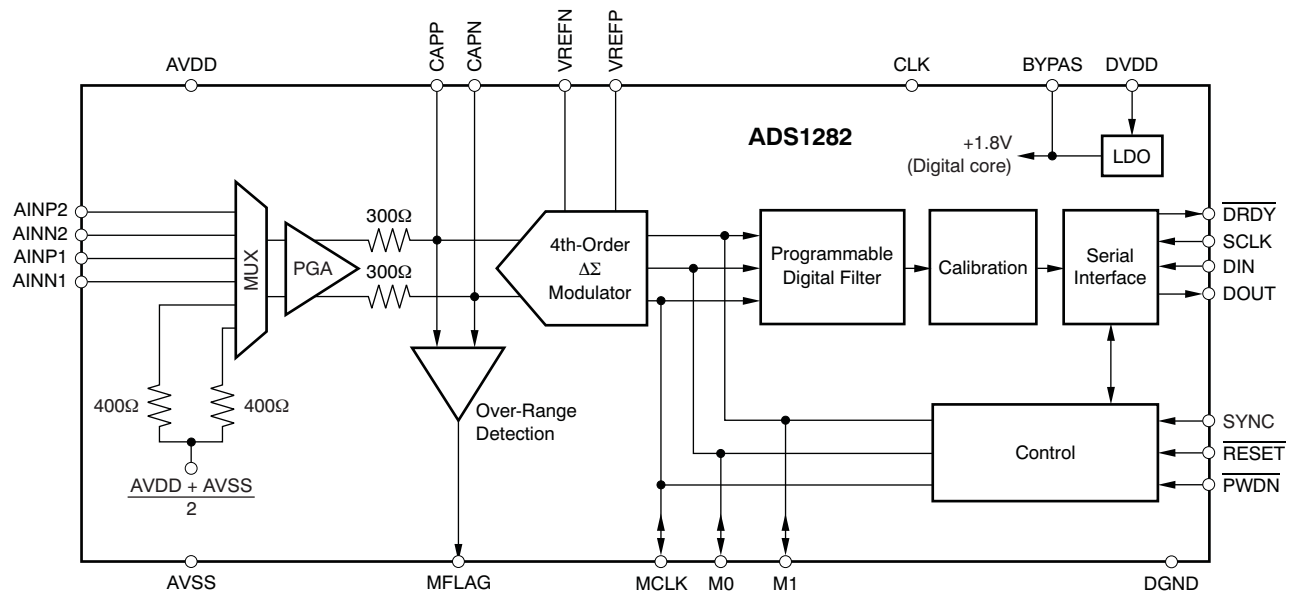 CAPP
CAPN
VREFN
VREFP
AVDD
CLK
BYPAS
DVDD
ADS1282
+1.8V
(Digital core)
LDO
AINP2
AINN2
AINP1
AINN1
MUX
PGA
300Ω
300Ω
4th-Order
ΔΣ
Modulator
Programmable
Digital Filter
Calibration
Serial
Interface
DRDY
SCLK
DIN
DOUT
400Ω
400Ω
AVDD + AVSS
2
Over-Range
Detection
Control
SYNC
RESET
PWDN
AVSS
MFLAG
MCLK
M0
M1
DGND